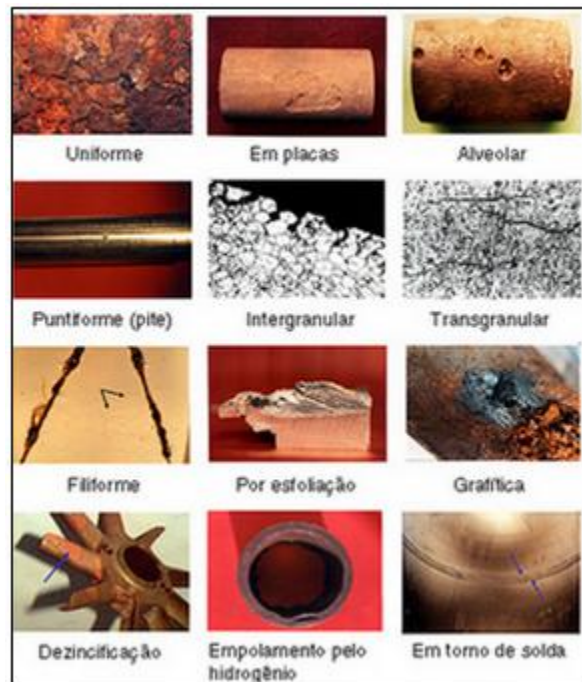 Uniforme
Em placas
Alveolar
Puntiforme (pite)
Intergranular
Transgranular
Filiforme
Por esfoliação
Grafítica
Dezincificação
Empolamento pelo
hidrogênio
Em torno de solda